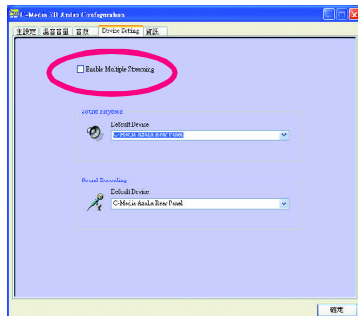 C-Media 3D Audio Configuration
主設定 混音音量 音效 Device Setting 資訊
Enable Multiple Streaming
Sound Playback
Default Device
C-Media Azalia Rear Panel
Sound Recording
Default Device
C-Media Azalia Rear Panel
確定